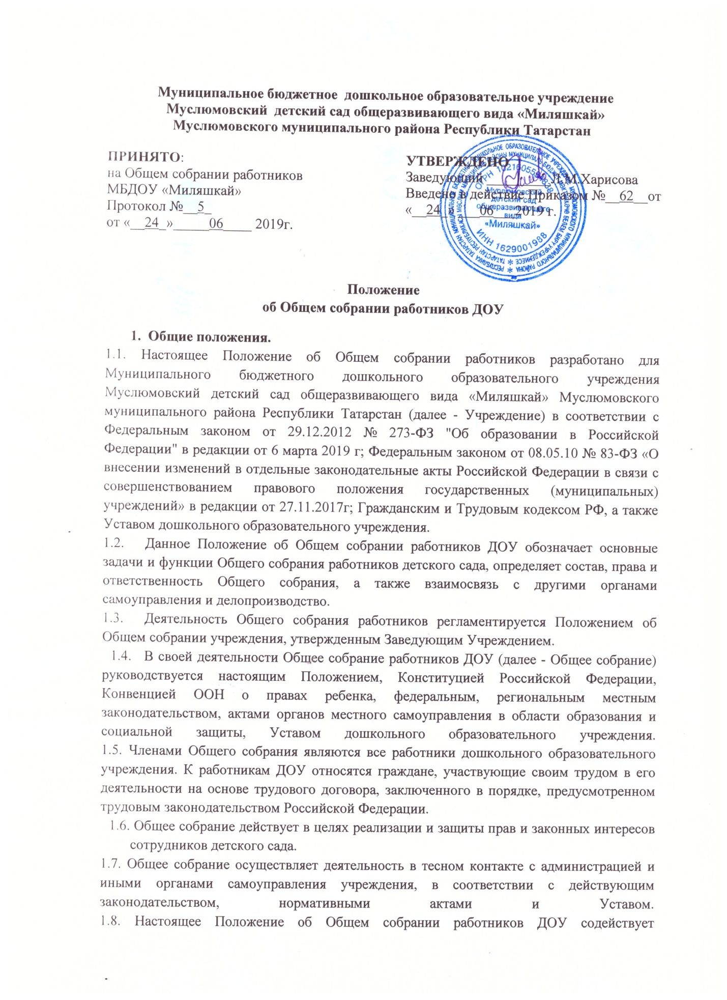 Муниципальное бюджетное дошкольное образовательное учреждение
Муслюмовский детский сад общеразвивающего вида «Миляшкай»
Муслюмовского муниципального района Республики Татарстан
ПРИНЯТО:
на Общем собрании работников
МБДОУ «Миляшкай»
Протокол №__5_
от «__24_»_____06____ 2019г.
УТВЕРЖДЕНО
Заведующий Л.М.Харисова
Введено в действие Приказом №__62__от
«__24_» 06 2019 г.
Муслюмовский
детский сад
общеразвивающего
вида
«Миляшкай»
ИНН 1629001988
Положение
об Общем собрании работников ДОУ
1. Общие положения.
1.1. Настоящее Положение об Общем собрании работников разработано для
Муниципального бюджетного дошкольного образовательного учреждения
Муслюмовский детский сад общеразвивающего вида «Миляшкай» Муслюмовского
муниципального района Республики Татарстан (далее - Учреждение) в соответствии с
Федеральным законом от 29.12.2012 № 273-ФЗ "Об образовании в Российской
Федерации" в редакции от 6 марта 2019 г; Федеральным законом от 08.05.10 № 83-ФЗ «О
внесении изменений в отдельные законодательные акты Российской Федерации в связи с
совершенствованием правового положения государственных (муниципальных)
учреждений» в редакции от 27.11.2017г; Гражданским и Трудовым кодексом РФ, а также
Уставом дошкольного образовательного учреждения.
1.2. Данное Положение об Общем собрании работников ДОУ обозначает основные
задачи и функции Общего собрания работников детского сада, определяет состав, права и
ответственность Общего собрания, а также взаимосвязь с другими органами
самоуправления и делопроизводство.
1.3. Деятельность Общего собрания работников регламентируется Положением об
Общем собрании учреждения, утвержденным Заведующим Учреждением.
1.4. В своей деятельности Общее собрание работников ДОУ (далее - Общее собрание)
руководствуется настоящим Положением, Конституцией Российской Федерации,
Конвенцией ООН о правах ребенка, федеральным, региональным местным
законодательством, актами органов местного самоуправления в области образования и
социальной защиты, Уставом дошкольного образовательного учреждения.
1.5. Членами Общего собрания являются все работники дошкольного образовательного
учреждения. К работникам ДОУ относятся граждане, участвующие своим трудом в его
деятельности на основе трудового договора, заключенного в порядке, предусмотренном
трудовым законодательством Российской Федерации.
1.6. Общее собрание действует в целях реализации и защиты прав и законных интересов
сотрудников детского сада.
1.7. Общее собрание осуществляет деятельность в тесном контакте с администрацией и
иными органами самоуправления учреждения, в соответствии с действующим
законодательством, нормативными актами и Уставом.
1.8. Настоящее Положение об Общем собрании работников ДОУ содействует